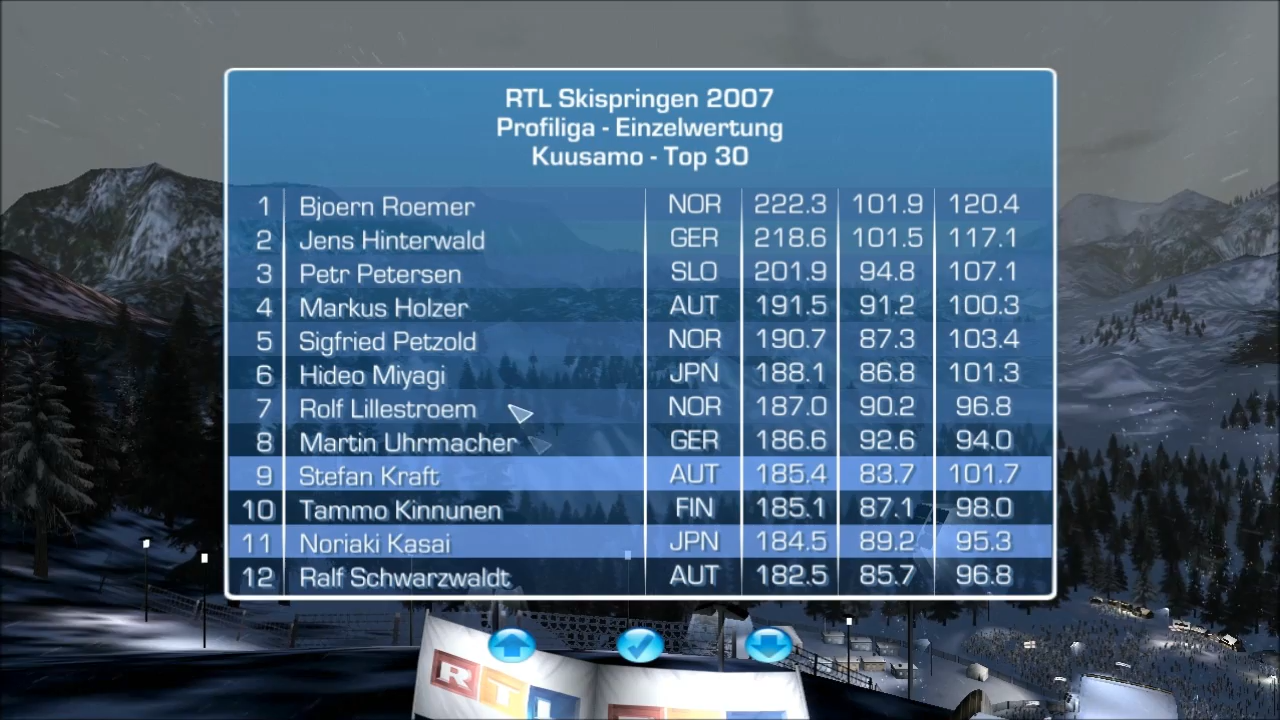 RTL Skispringen 2007
Profiliga - Einzelwertung
Kuusamo - Top 30
1 Bjoern Roemer NOR 222.3 101.9 120.4
2 Jens Hinterwald GER 218.6 101.5 117.1
3 Petr Petersen SLO 201.9 94.8 107.1
4 Markus Holzer AUT 191.5 91.2 100.3
5 Sigfried Petzold NOR 190.7 87.3 103.4
6 Hideo Miyagi JPN 188.1 86.8 101.3
7 Rolf Lillestroem NOR 187.0 90.2 96.8
8 Martin Uhrmacher GER 186.6 92.6 94.0
9 Stefan Kraft AUT 185.4 83.7 101.7
10 Tammo Kinnunen FIN 185.1 87.1 98.0
11 Noriaki Kasai JPN 184.5 89.2 95.3
12 Ralf Schwarzwaldt AUT 182.5 85.7 96.8
RTL